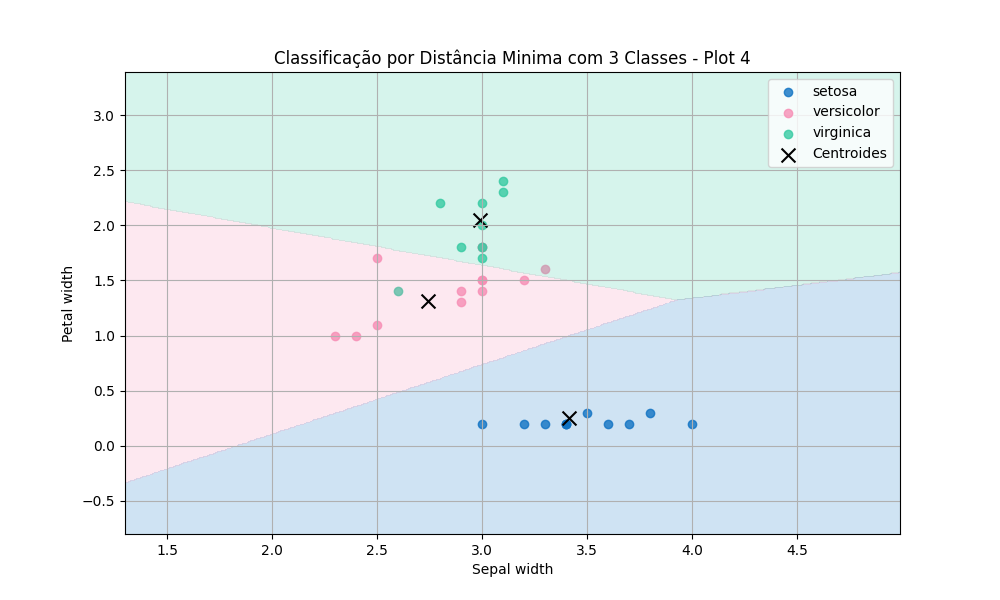 Classificação por Distância Minima com 3 Classes - Plot 4
setosa
versicolor
virginica
Centroides
Petal width
3.0
2.5
2.0
1.5
1.0
0.5
0.0
−0.5
1.5
2.0
2.5
3.0
3.5
4.0
4.5
Sepal width